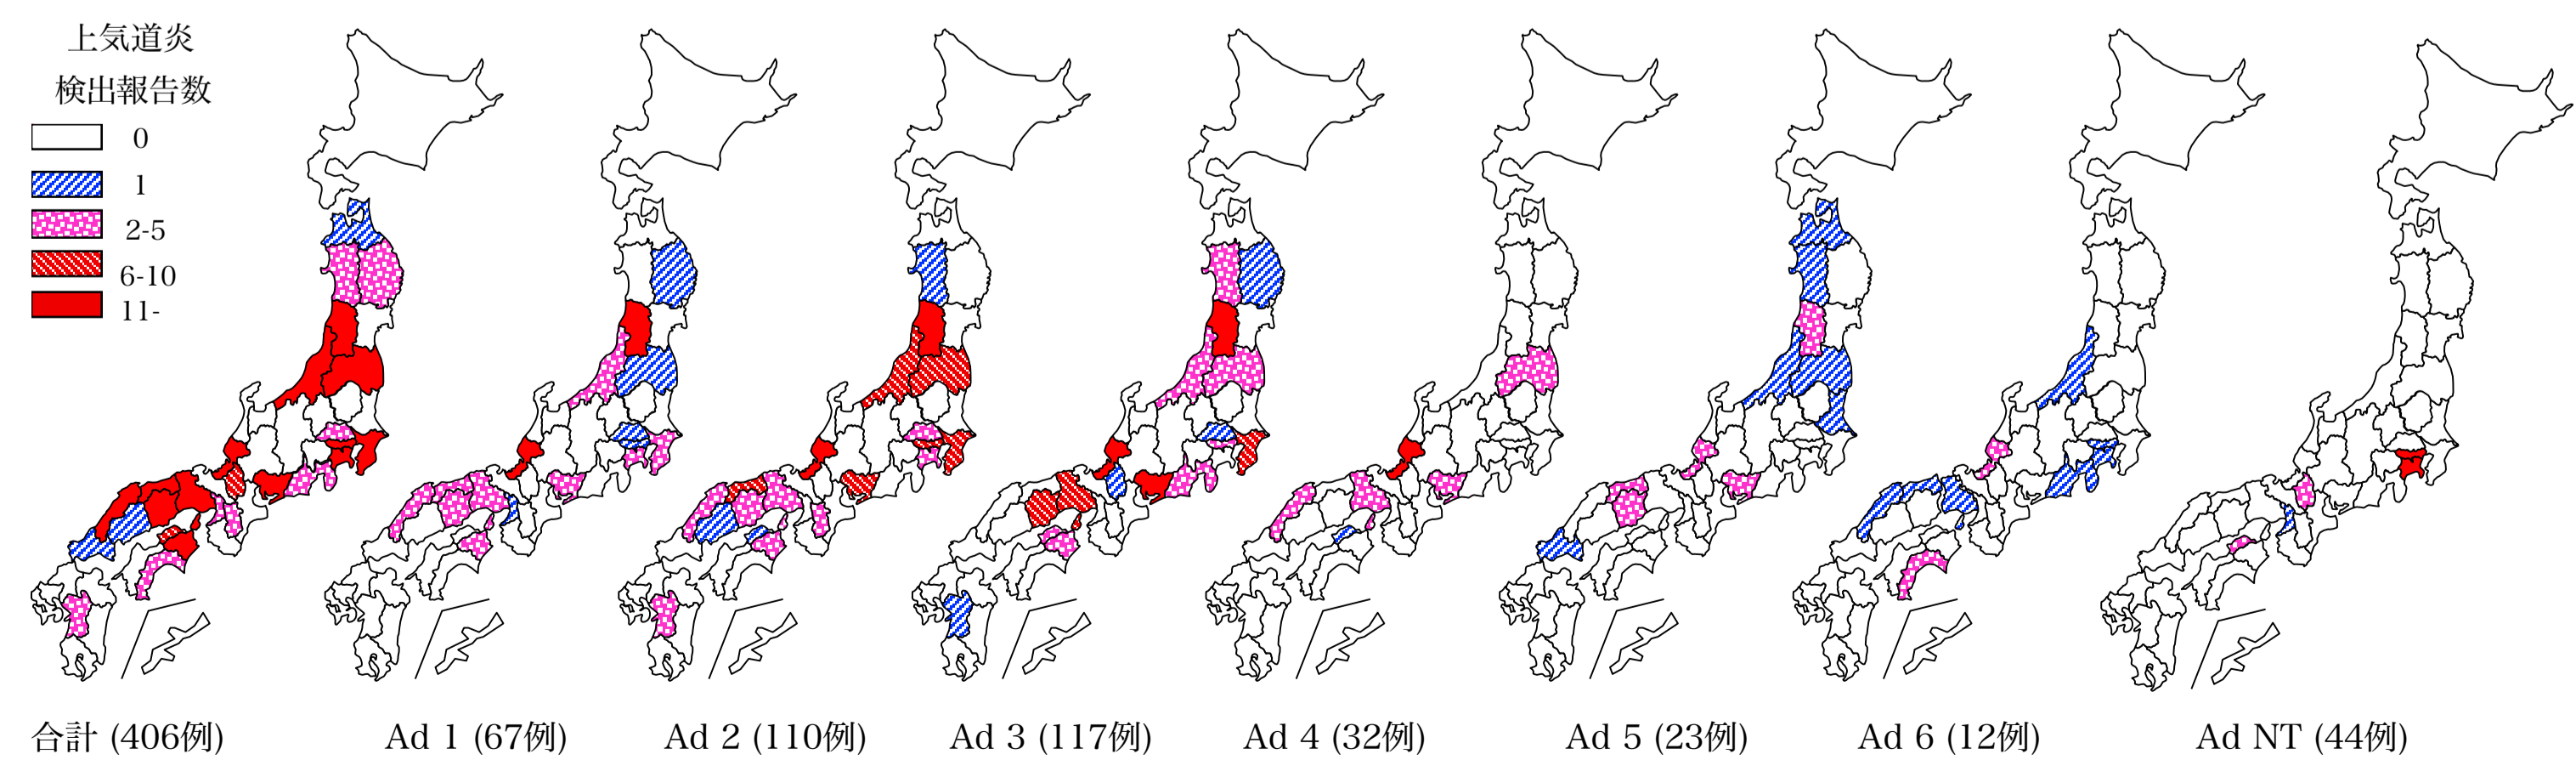 上気道炎
検出報告数
0
1
2-5
6-10
11-
合計 (406例)
Ad 1 (67例)
Ad 2 (110例)
Ad 3 (117例)
Ad 4 (32例)
Ad 5 (23例)
Ad 6 (12例)
Ad NT (44例)